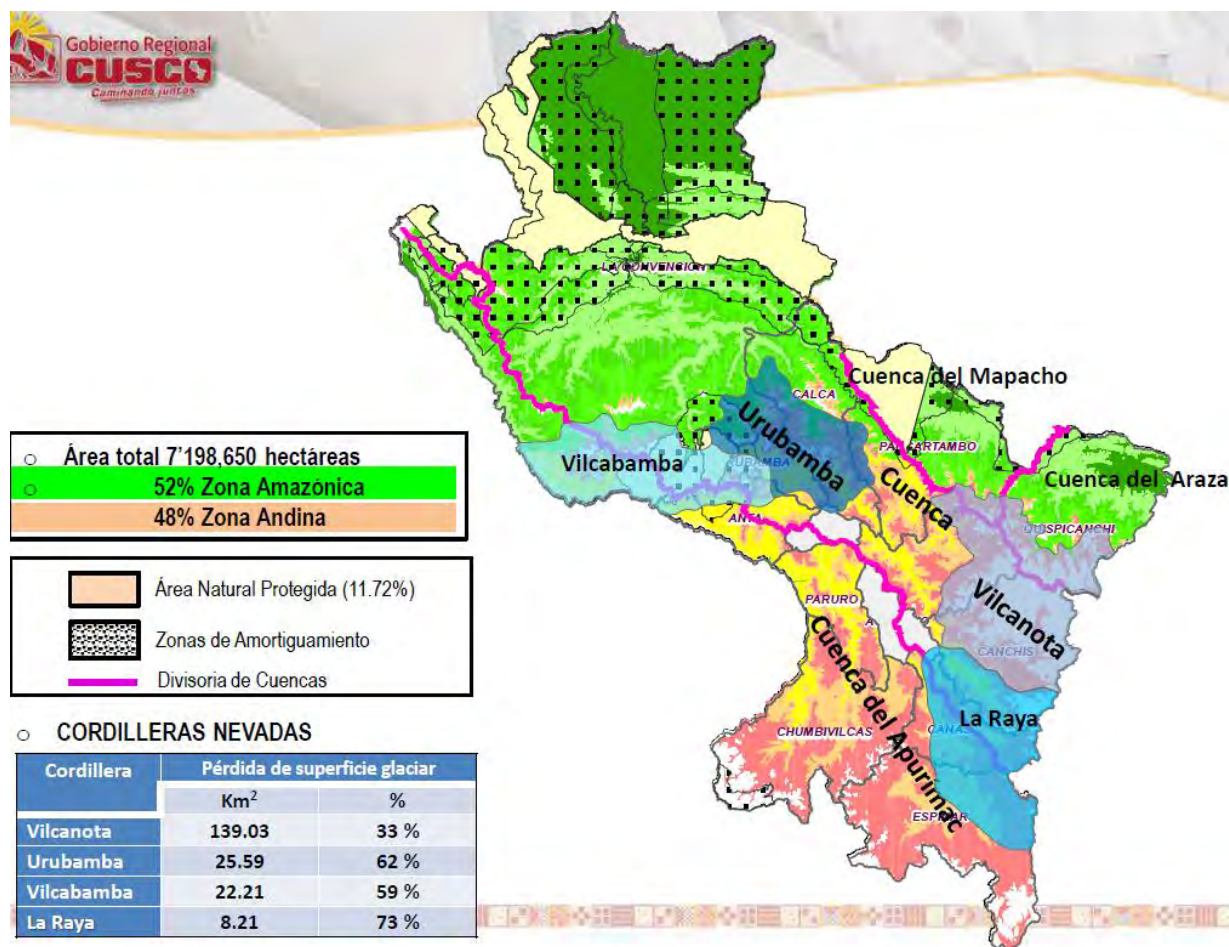 Gobierno Regional
CUSCO
Caminando juntos
LA CONVENCION
Cuenca del Mapacho
CALCA
Urubamba
PAUCARTAMBO
Vilcabamba
Cuenca
Cuenca del Araza
URUBAMBA
ANTA
QUISPICANCHI
Vilcanota
PARURO
A
CANCHIS
Cuenca del Apurimac
La Raya
CHUMBIVILCAS
CANAS
ESPINAR
○ Área total 7'198,650 hectáreas
○ 52% Zona Amazónica
48% Zona Andina
Área Natural Protegida (11.72%)
Zonas de Amortiguamiento
Divisoria de Cuencas
○ CORDILLERAS NEVADAS
Cordillera Pérdida de superficie glaciar
Km² %
Vilcanota 139.03 33 %
Urubamba 25.59 62 %
Vilcabamba 22.21 59 %
La Raya 8.21 73 %